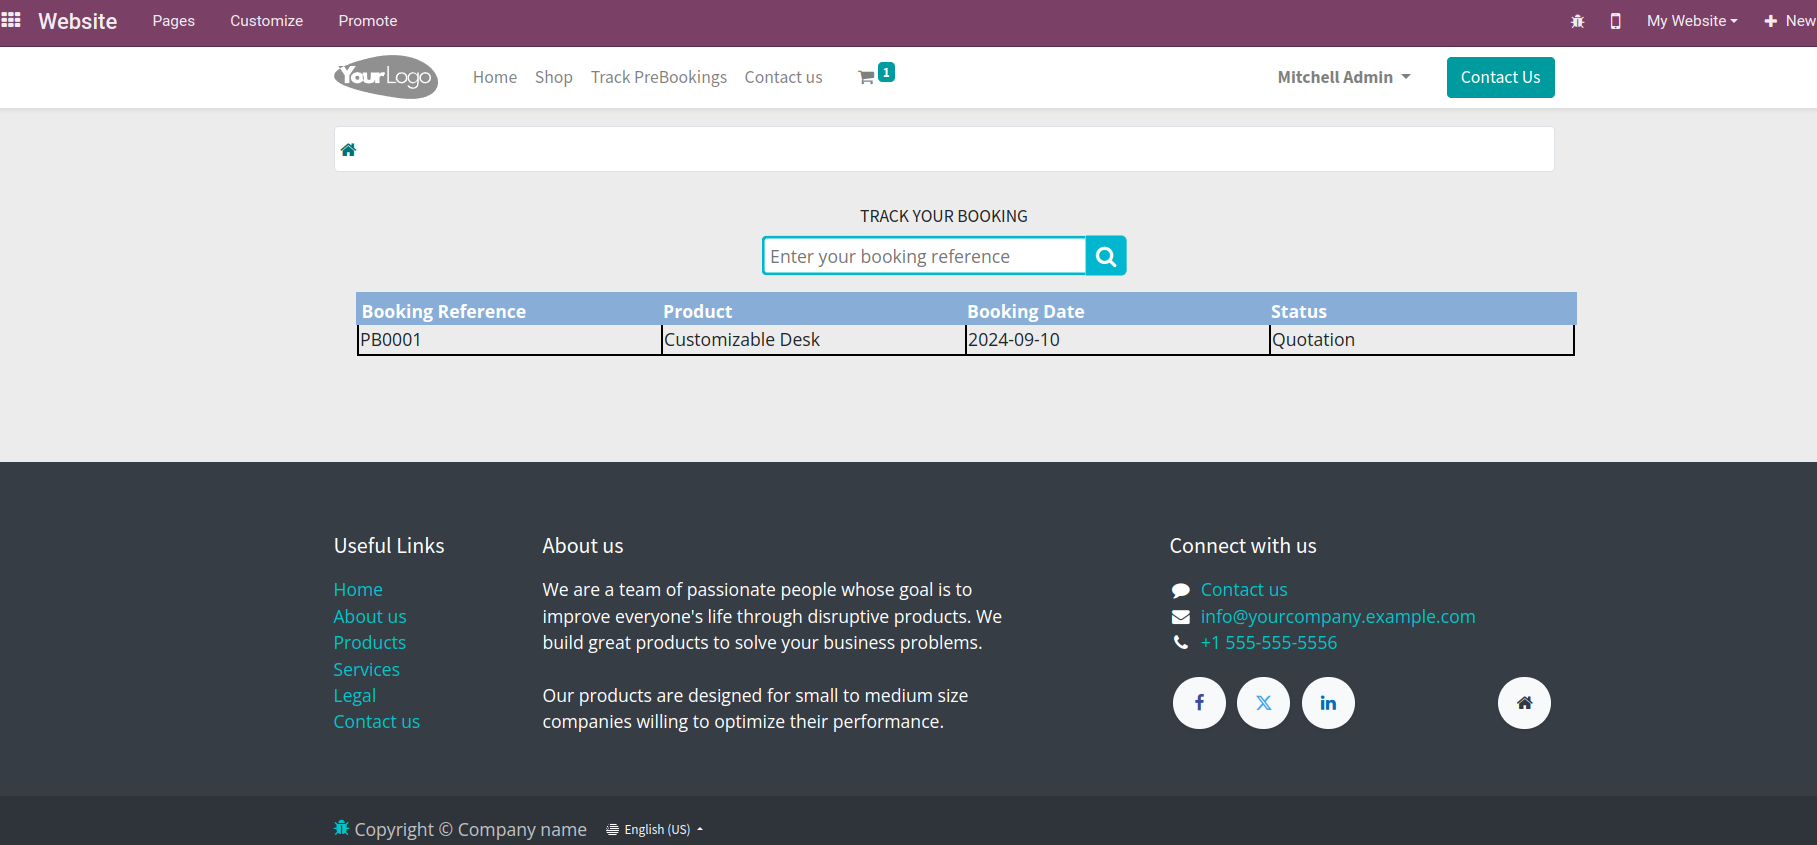 Website Pages Customize Promote My Website New
YourLogo Home Shop Track PreBookings Contact us 1 Mitchell Admin Contact Us
TRACK YOUR BOOKING
Enter your booking reference
Booking Reference Product Booking Date Status
PB0001 Customizable Desk 2024-09-10 Quotation
Useful Links
Home
About us
Products
Services
Legal
Contact us
About us
We are a team of passionate people whose goal is to
improve everyone's life through disruptive products. We
build great products to solve your business problems.
Our products are designed for small to medium size
companies willing to optimize their performance.
Connect with us
Contact us
info@yourcompany.example.com
+1 555-555-5556
Copyright © Company name English (US)